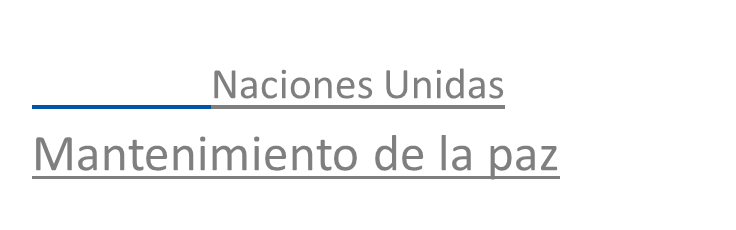 Naciones Unidas
Mantenimiento de la paz